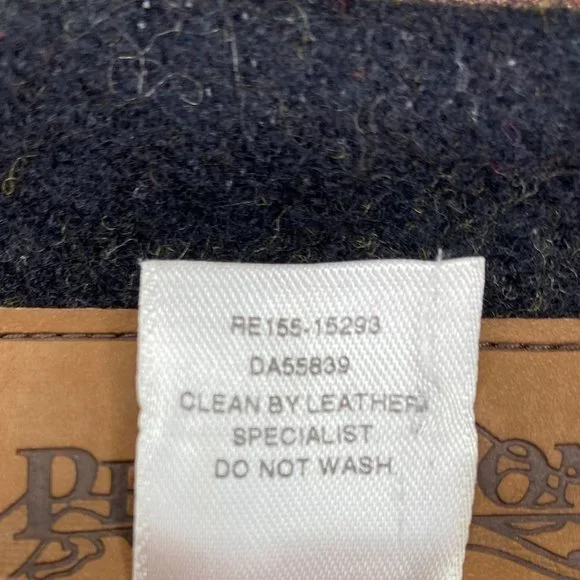 RE155-15293
DA55839
CLEAN BY LEATHER
SPECIALIST
DO NOT WASH